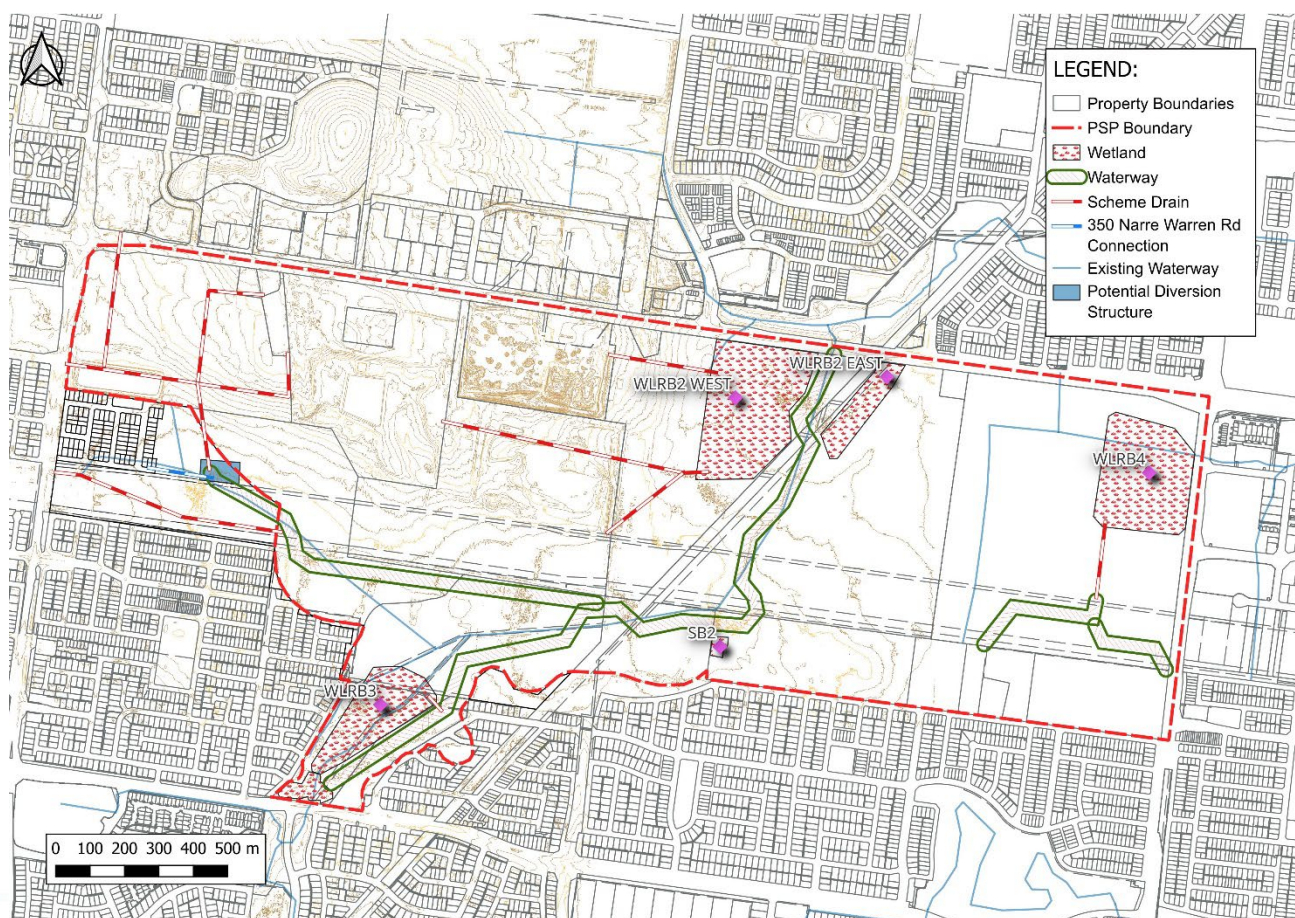 LEGEND:
Property Boundaries
PSP Boundary
Wetland
Waterway
Scheme Drain
350 Narre Warren Rd
Connection
Existing Waterway
Potential Diversion
Structure
WLRB2 EAST
WLRB2 WEST
WLRB4
SB2
WLRB3
0 100 200 300 400 500 m